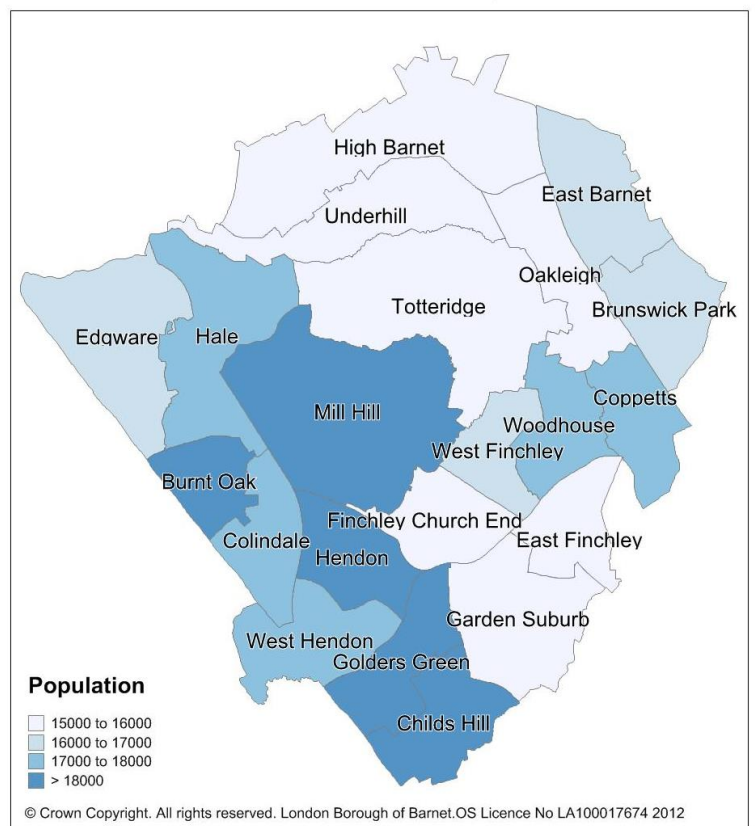 High Barnet
East Barnet
Underhill
Oakleigh
Totteridge
Brunswick Park
Edgware
Hale
Coppetts
Mill Hill
Woodhouse
West Finchley
Burnt Oak
Finchley Church End
Colindale
East Finchley
Hendon
Garden Suburb
West Hendon
Golders Green
Childs Hill
Population
15000 to 16000
16000 to 17000
17000 to 18000
> 18000
© Crown Copyright. All rights reserved. London Borough of Barnet.OS Licence No LA100017674 2012